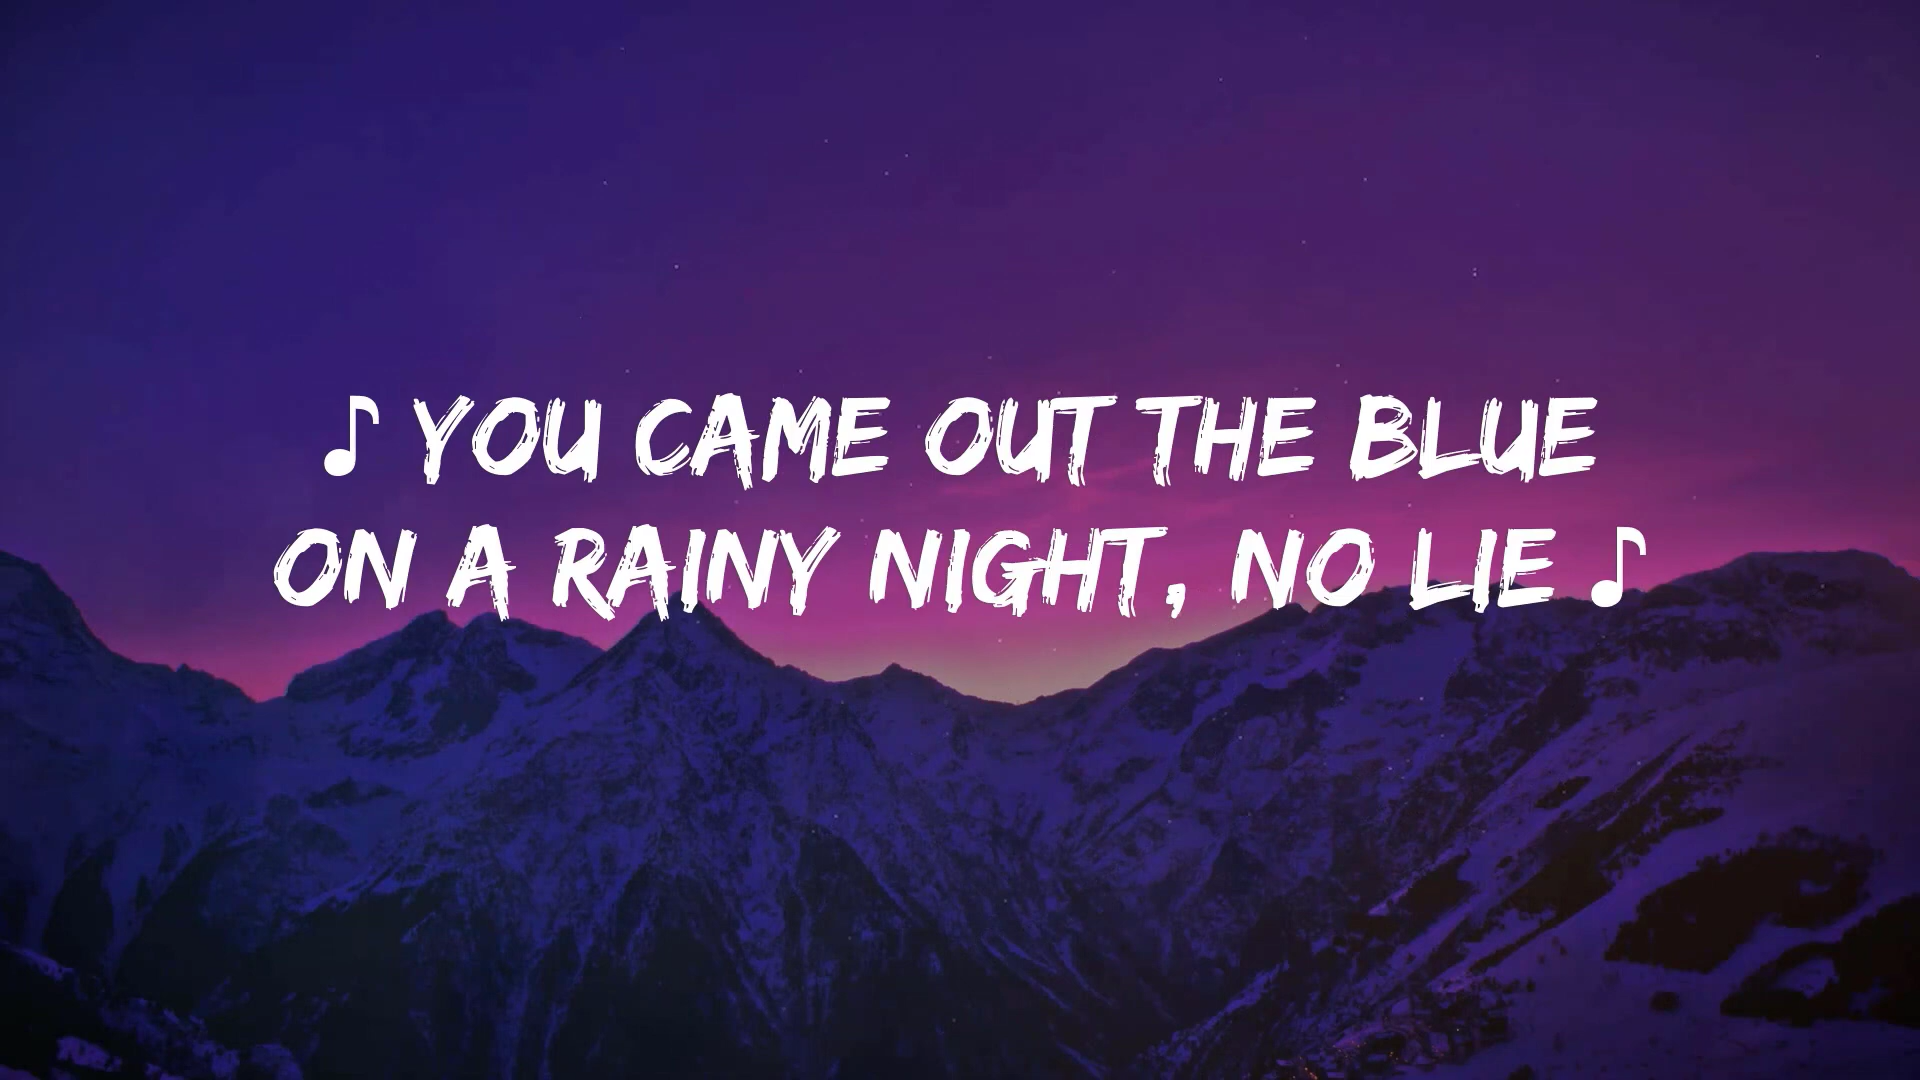 ♪ YOU CAME OUT THE BLUE
ON A RAINY NIGHT, NO LIE ♪